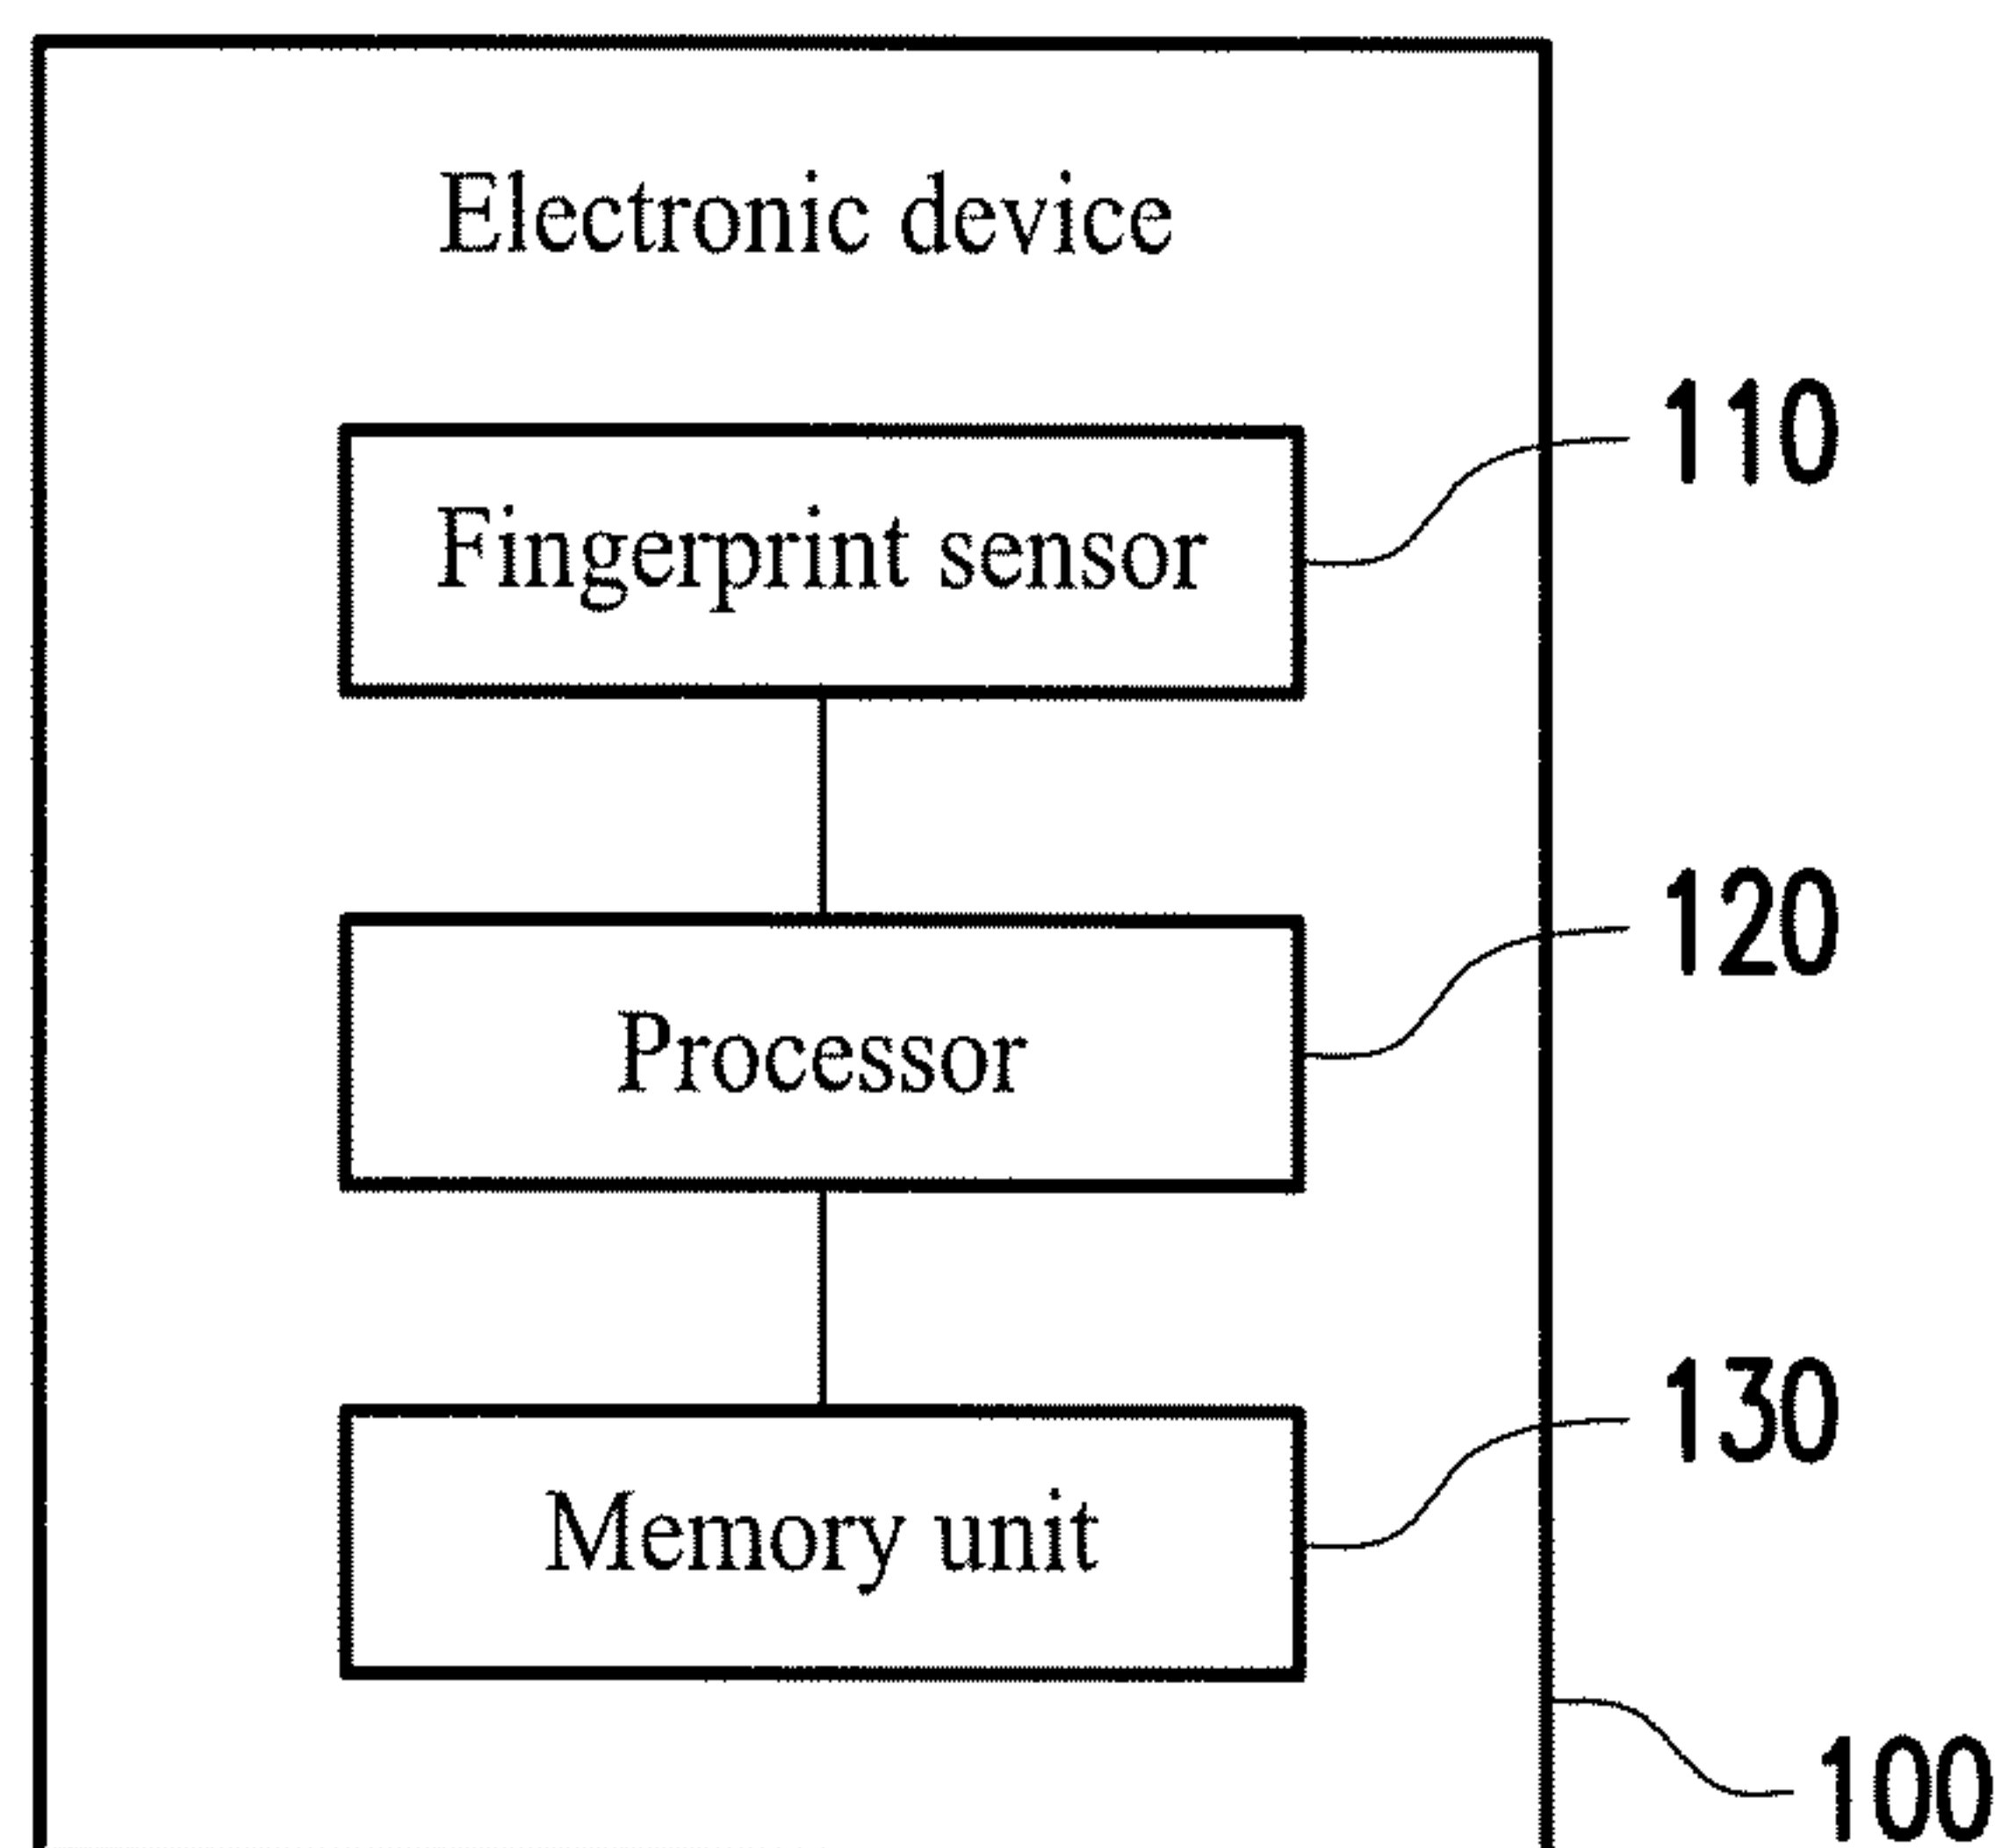 Electronic device
110
Fingerprint sensor
120
Processor
130
Memory unit
100